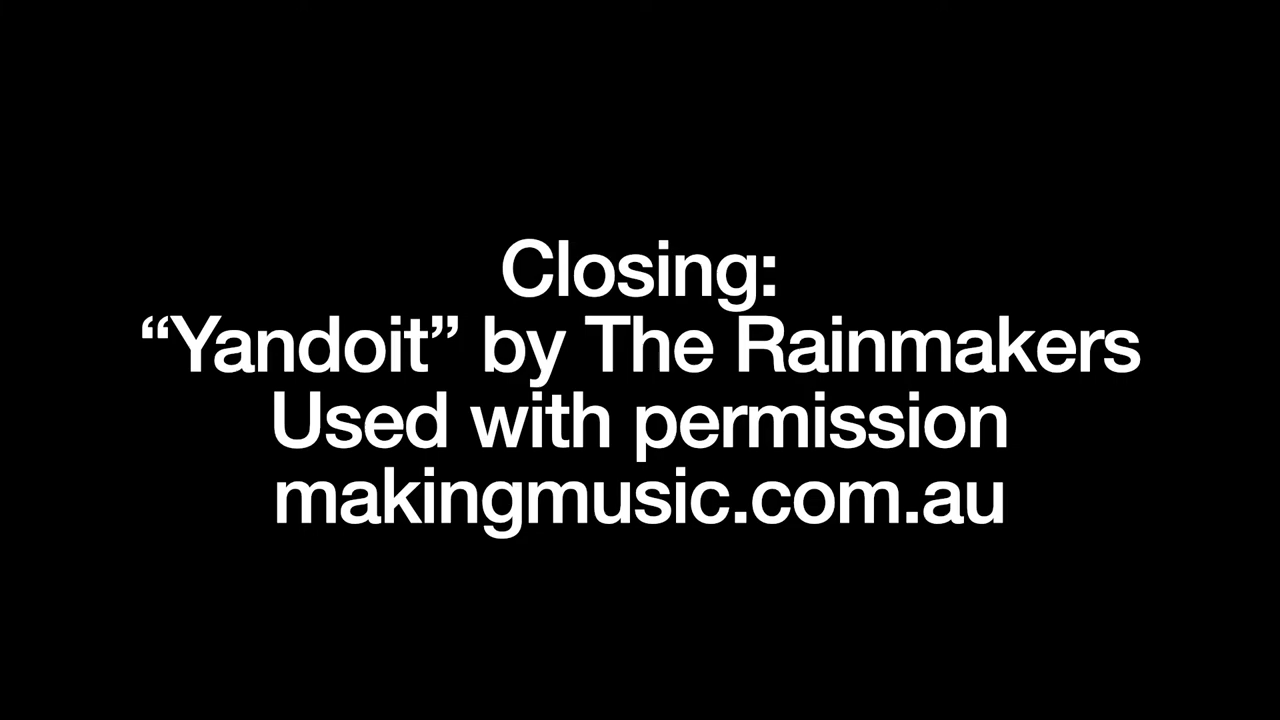 Closing:
“Yandoit” by The Rainmakers
Used with permission
makingmusic.com.au